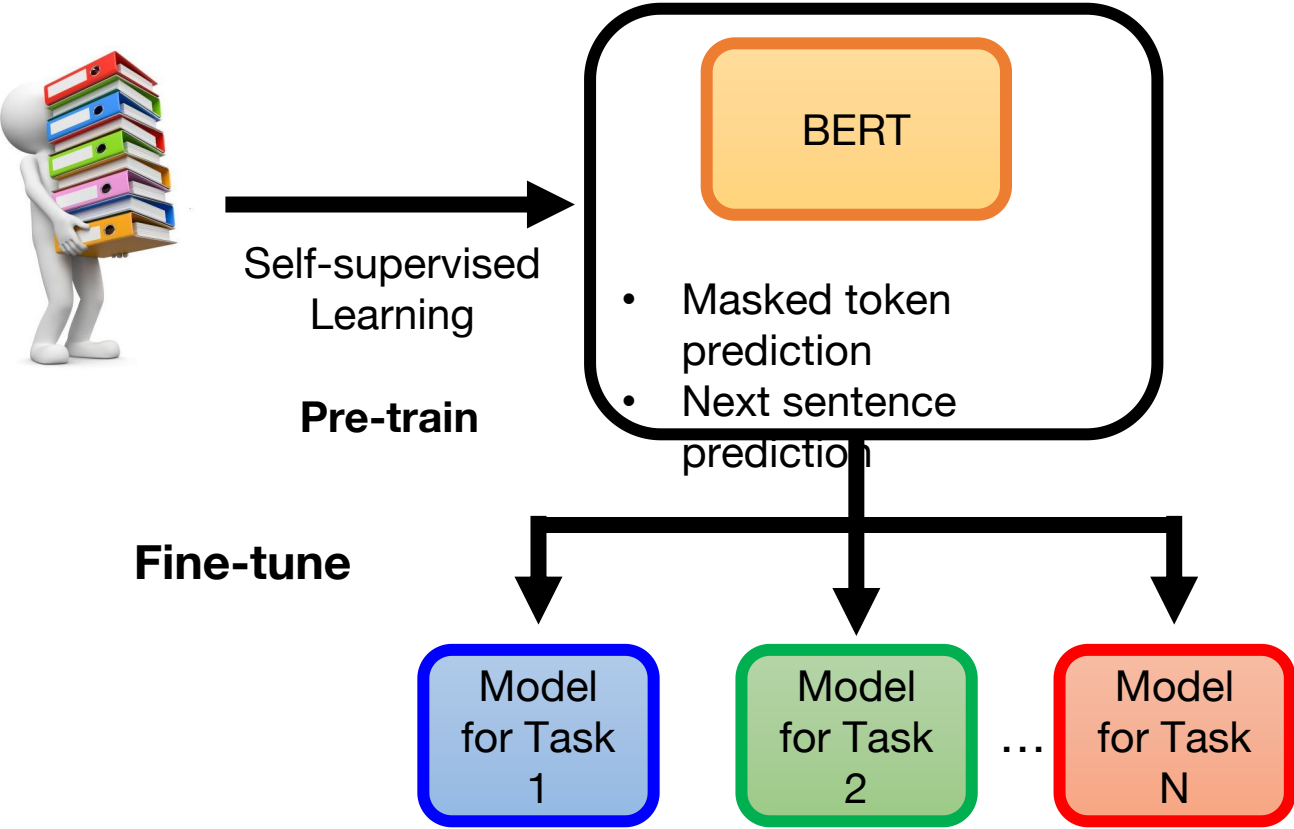 BERT
Self-supervised
Learning
• Masked token
prediction
• Next sentence
prediction
Pre-train
Fine-tune
Model
for Task
1
Model
for Task
2
...
Model
for Task
N